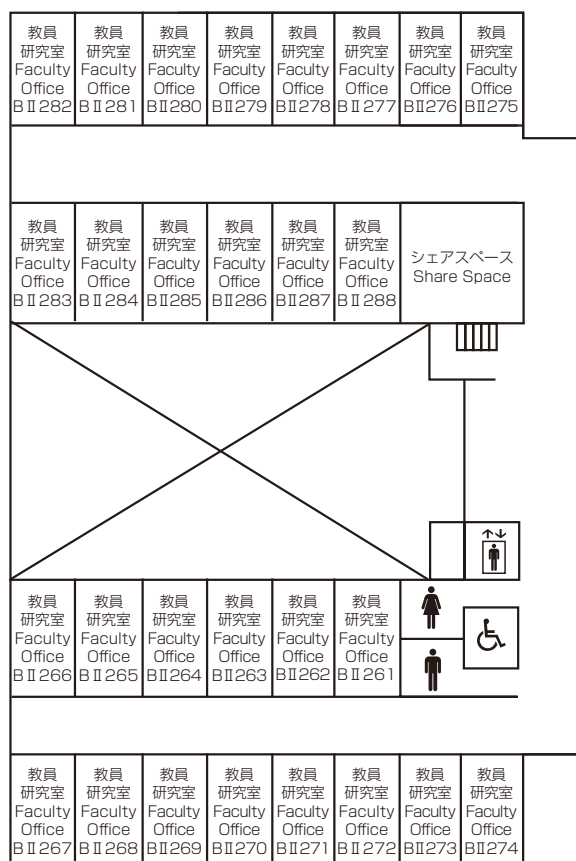 教員
研究室
Faculty
Office
BⅡ282
教員
研究室
Faculty
Office
BⅡ281
教員
研究室
Faculty
Office
BⅡ280
教員
研究室
Faculty
Office
BⅡ279
教員
研究室
Faculty
Office
BⅡ278
教員
研究室
Faculty
Office
BⅡ277
教員
研究室
Faculty
Office
BⅡ276
教員
研究室
Faculty
Office
BⅡ275
教員
研究室
Faculty
Office
BⅡ283
教員
研究室
Faculty
Office
BⅡ284
教員
研究室
Faculty
Office
BⅡ285
教員
研究室
Faculty
Office
BⅡ286
教員
研究室
Faculty
Office
BⅡ287
教員
研究室
Faculty
Office
BⅡ288
シェアスペース
Share Space
教員
研究室
Faculty
Office
BⅡ266
教員
研究室
Faculty
Office
BⅡ265
教員
研究室
Faculty
Office
BⅡ264
教員
研究室
Faculty
Office
BⅡ263
教員
研究室
Faculty
Office
BⅡ262
教員
研究室
Faculty
Office
BⅡ261
教員
研究室
Faculty
Office
BⅡ267
教員
研究室
Faculty
Office
BⅡ268
教員
研究室
Faculty
Office
BⅡ269
教員
研究室
Faculty
Office
BⅡ270
教員
研究室
Faculty
Office
BⅡ271
教員
研究室
Faculty
Office
BⅡ272
教員
研究室
Faculty
Office
BⅡ273
教員
研究室
Faculty
Office
BⅡ274